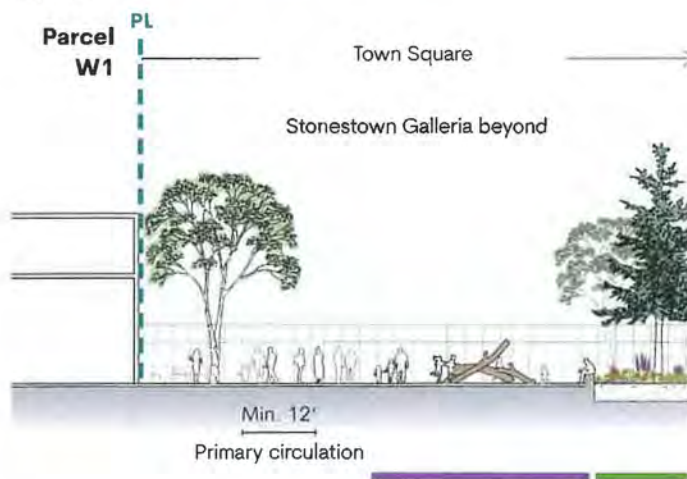 PL
Parcel
W1
Town Square
Stonestown Galleria beyond
Min. 12'
Primary circulation